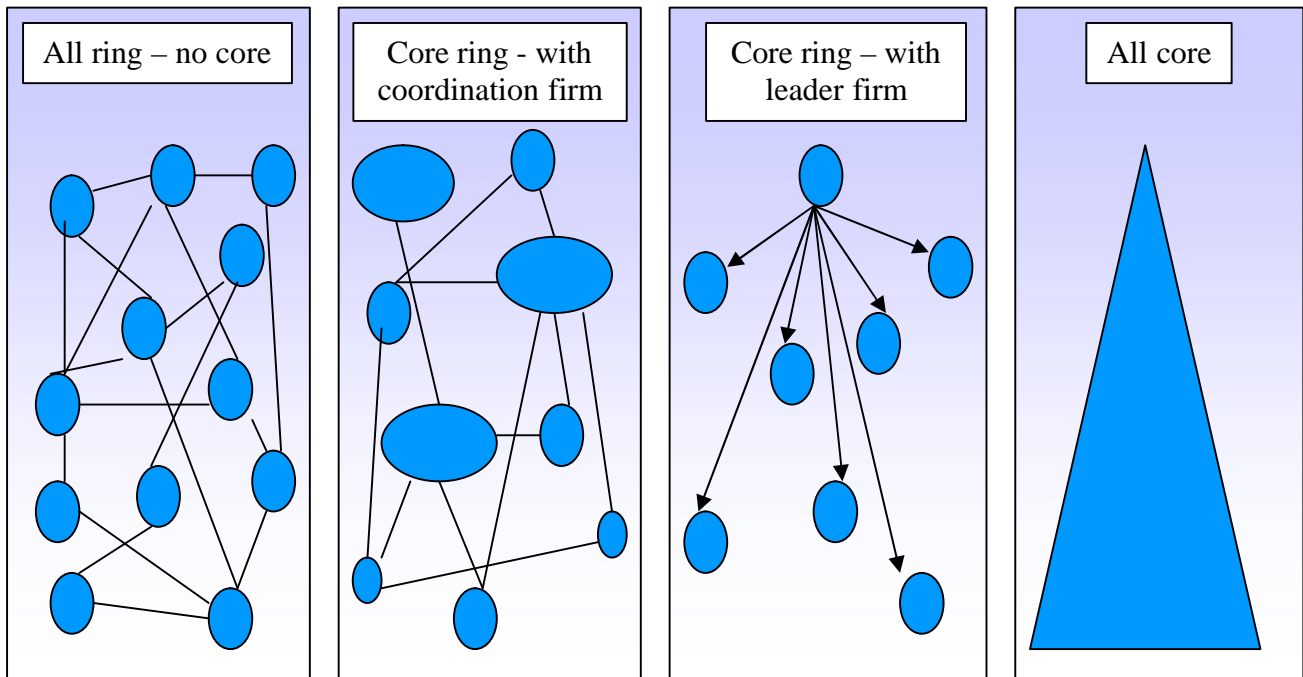 All ring – no core
Core ring - with
coordination firm
Core ring – with
leader firm
All core